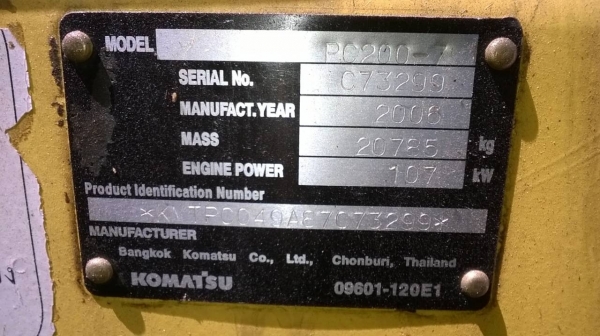 MODEL PC200-7
SERIAL No. C73299
MANUFACT.YEAR 2006
MASS 20785 kg
ENGINE POWER 107 kW
Product Identification Number
MANUFACTURER
Bangkok Komatsu Co., Ltd., Chonburi, Thailand
KOMATSU 09601-120E1